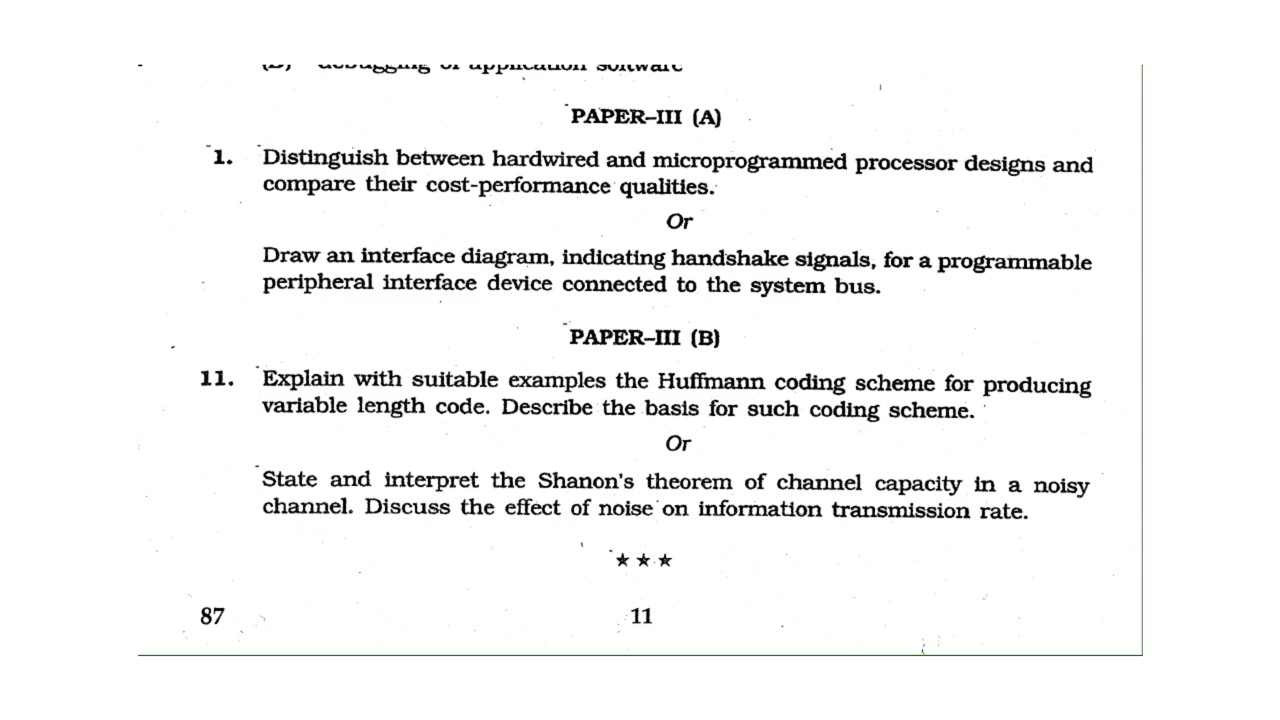 (D) debugging of application software
PAPER–III (A)
1. Distinguish between hardwired and microprogrammed processor designs and
compare their cost-performance qualities.
Or
Draw an interface diagram, indicating handshake signals, for a programmable
peripheral interface device connected to the system bus.
PAPER–III (B)
11. Explain with suitable examples the Huffmann coding scheme for producing
variable length code. Describe the basis for such coding scheme.
Or
State and interpret the Shanon's theorem of channel capacity in a noisy
channel. Discuss the effect of noise on information transmission rate.
★ ★ ★
87 11